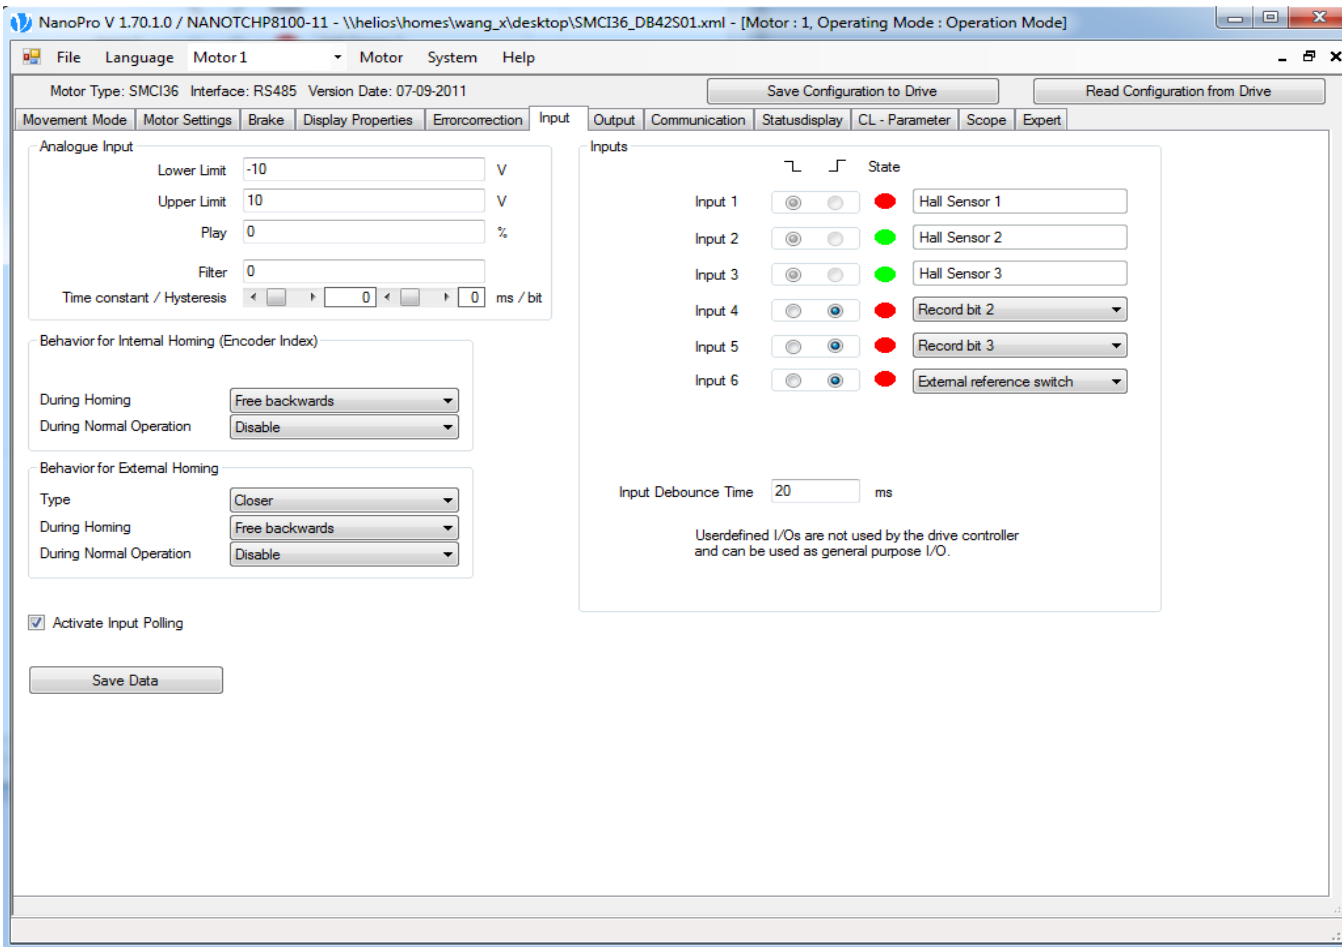 NanoPro V 1.70.1.0 / NANOTCHP8100-11 - \\helios\homes\wang_x\desktop\SMCI36_DB42S01.xml - [Motor : 1, Operating Mode : Operation Mode]
File Language Motor 1 Motor System Help
Motor Type: SMCI36 Interface: RS485 Version Date: 07-09-2011 Save Configuration to Drive Read Configuration from Drive
Movement Mode Motor Settings Brake Display Properties Errorcorrection Input Output Communication Statusdisplay CL - Parameter Scope Expert
Analogue Input
Lower Limit -10 V
Upper Limit 10 V
Play 0 %
Filter 0
Time constant / Hysteresis 0 0 ms / bit
Behavior for Internal Homing (Encoder Index)
During Homing Free backwards
During Normal Operation Disable
Behavior for External Homing
Type Closer
During Homing Free backwards
During Normal Operation Disable
Activate Input Polling
Save Data
Inputs
State
Input 1 Hall Sensor 1
Input 2 Hall Sensor 2
Input 3 Hall Sensor 3
Input 4 Record bit 2
Input 5 Record bit 3
Input 6 External reference switch
Input Debounce Time 20 ms
Userdefined I/Os are not used by the drive controller
and can be used as general purpose I/O.